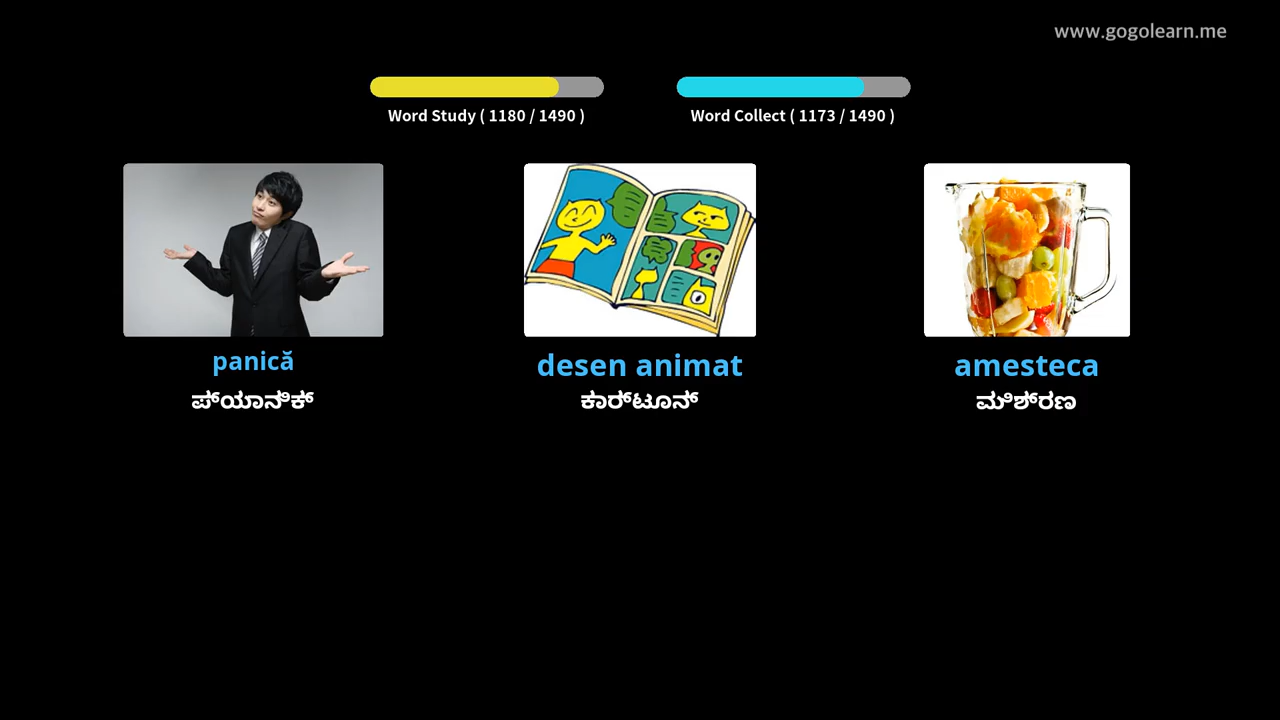 www.gogolearn.me
Word Study ( 1180 / 1490 )
Word Collect ( 1173 / 1490 )
panică
desen animat
amesteca
ಪ್ಯಾನಿಕ್
ಕಾರ್ಟೂನ್
ಮಿಶ್ರಣ